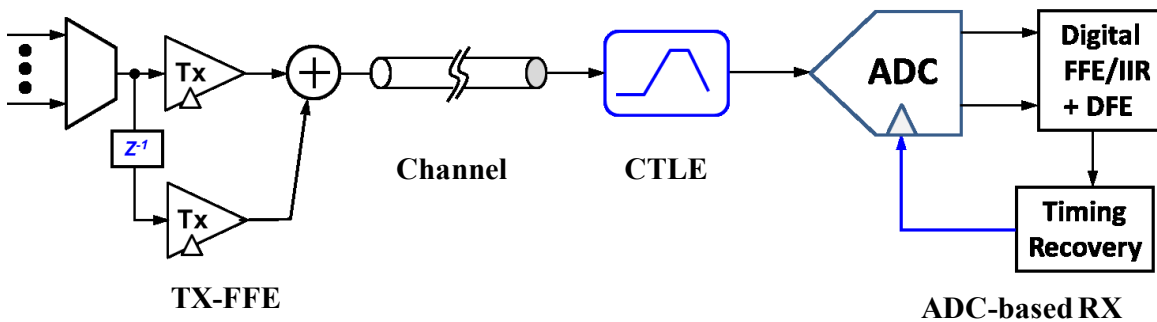 Tx
Z-1
Tx
TX-FFE
Channel
CTLE
ADC
Digital
FFE/IIR
+ DFE
Timing
Recovery
ADC-based RX